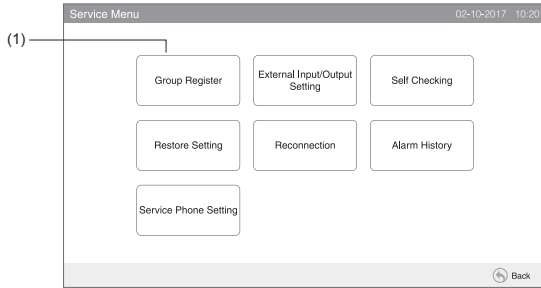 Service Menu 02-10-2017 10:20
(1)
Group Register External Input/Output Setting Self Checking
Restore Setting Reconnection Alarm History
Service Phone Setting
Back